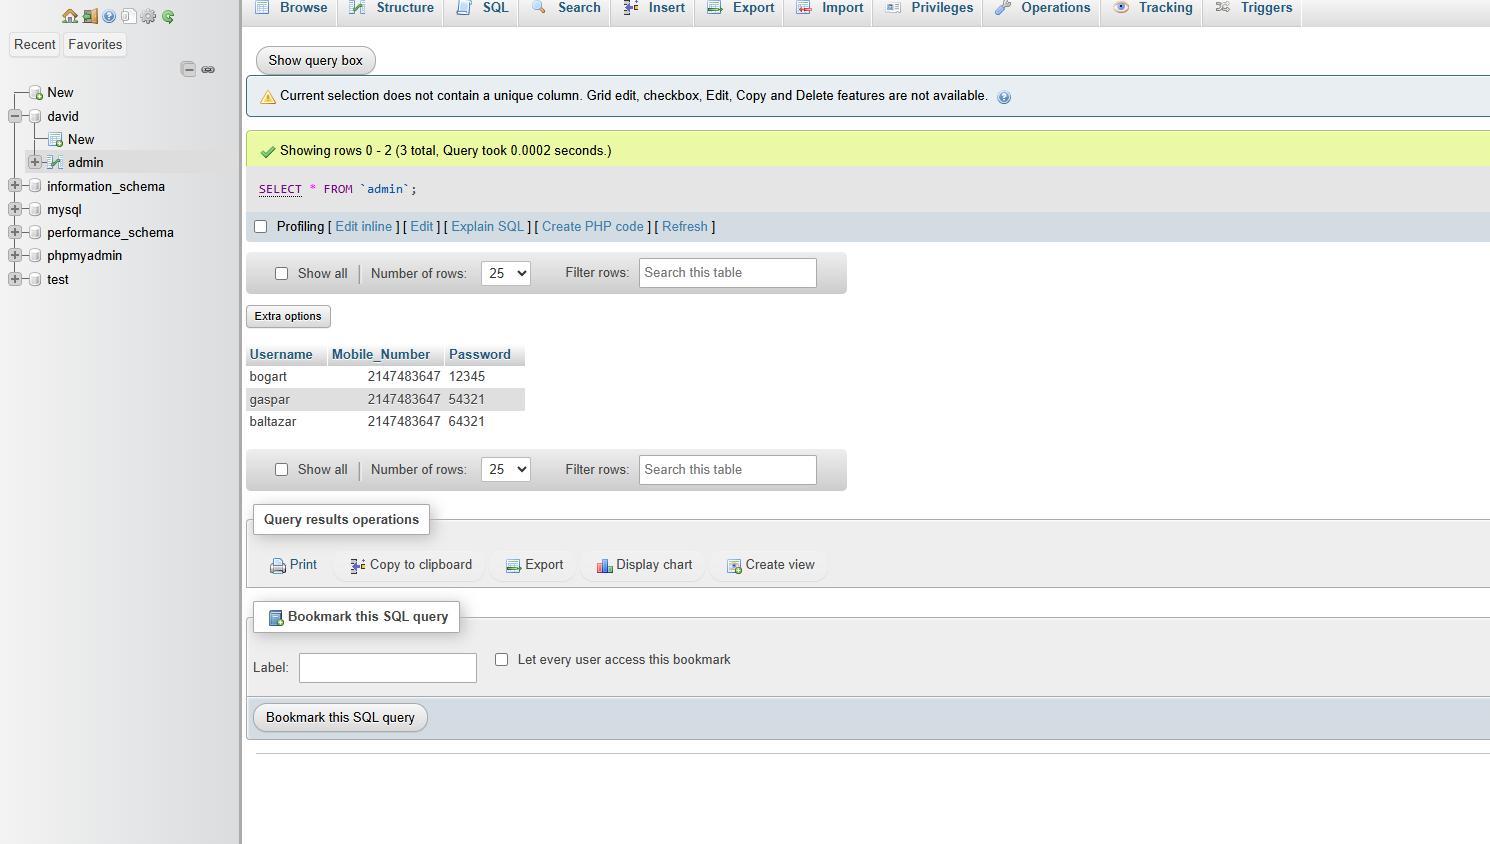 Browse Structure SQL Search Insert Export Import Privileges Operations Tracking Triggers
Recent Favorites
New
david
New
admin
information_schema
mysql
performance_schema
phpmyadmin
test
Show query box
Current selection does not contain a unique column. Grid edit, checkbox, Edit, Copy and Delete features are not available.
Showing rows 0 - 2 (3 total, Query took 0.0002 seconds.)
SELECT * FROM `admin`;
Profiling [ Edit inline ] [ Edit ] [ Explain SQL ] [ Create PHP code ] [ Refresh ]
Show all | Number of rows: 25 Filter rows: Search this table
Extra options
Username Mobile_Number Password
bogart 2147483647 12345
gaspar 2147483647 54321
baltazar 2147483647 64321
Show all | Number of rows: 25 Filter rows: Search this table
Query results operations
Print Copy to clipboard Export Display chart Create view
Bookmark this SQL query
Label: Let every user access this bookmark
Bookmark this SQL query